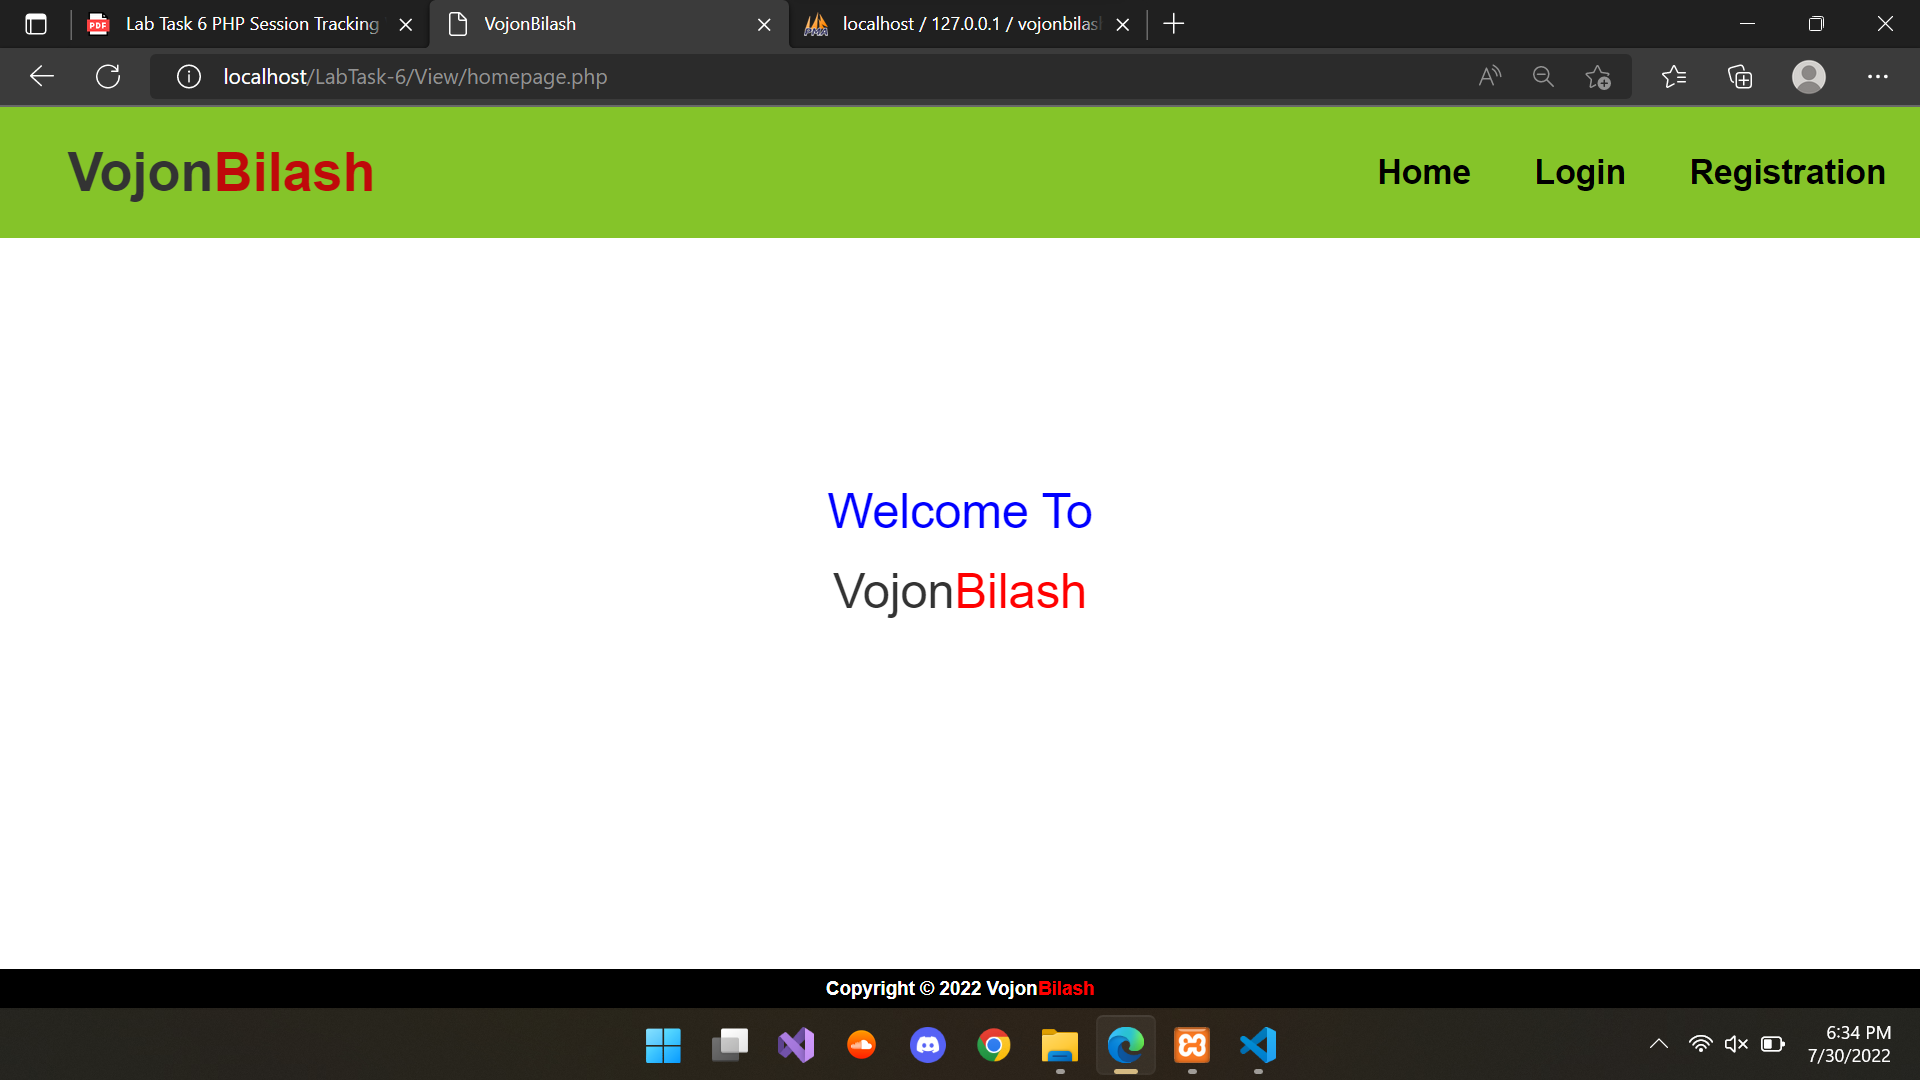 Lab Task 6 PHP Session Tracking
VojonBilash
localhost / 127.0.0.1 / vojonbilash
localhost/LabTask-6/View/homepage.php
VojonBilash
Home
Login
Registration
Welcome To
VojonBilash
Copyright © 2022 VojonBilash
6:34 PM
7/30/2022